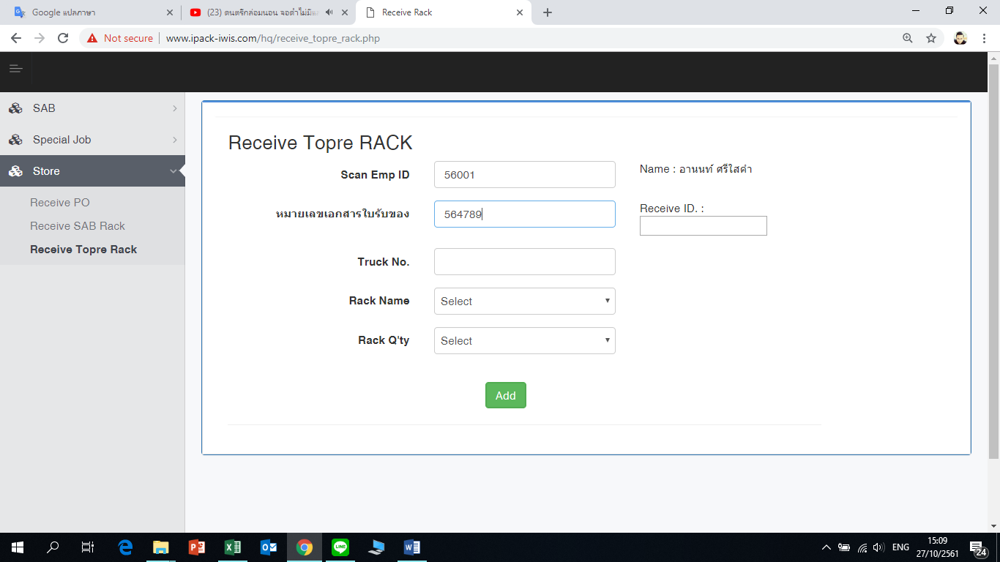 Google แปลภาษา
(23) ดนตรีกล่อมนอน จอดำไม่มีแส
Receive Rack
Not secure
www.ipack-iwis.com/hq/receive_topre_rack.php
SAB
Special Job
Store
Receive PO
Receive SAB Rack
Receive Topre Rack
Receive Topre RACK
Scan Emp ID
56001
Name : อานนท์ ศรีใสคำ
หมายเลขเอกสารใบรับของ
564789
Receive ID. :
Truck No.
Rack Name
Select
Rack Q'ty
Select
Add
ENG
15:09
27/10/2561
24